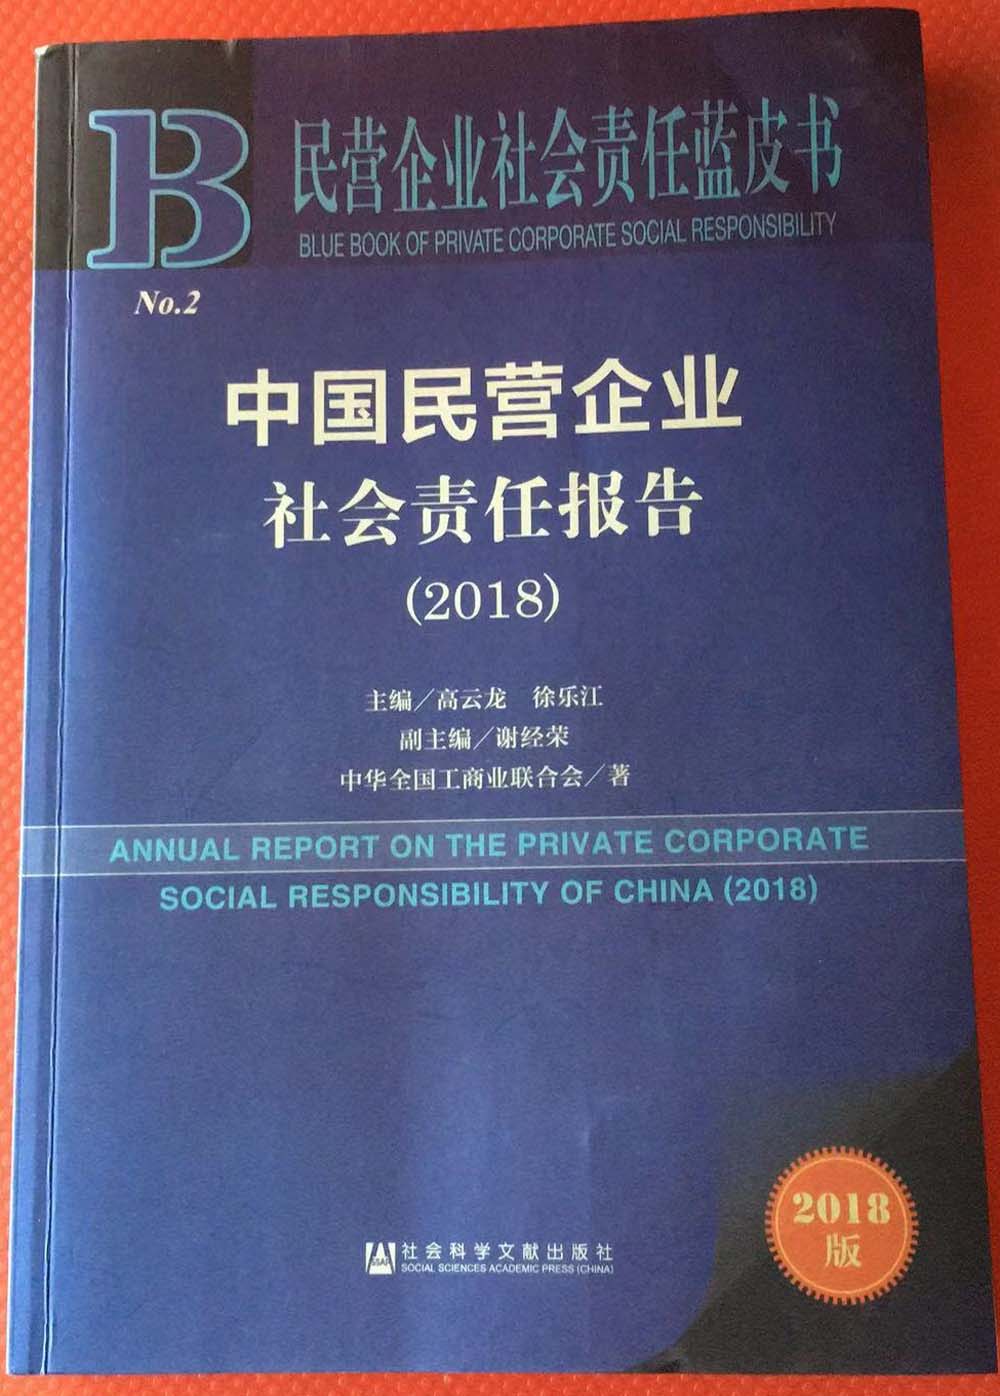 B
民营企业社会责任蓝皮书
BLUE BOOK OF PRIVATE CORPORATE SOCIAL RESPONSIBILITY
No.2
中国民营企业
社会责任报告
(2018)
主编／高云龙　徐乐江
副主编／谢经荣
中华全国工商业联合会／著
ANNUAL REPORT ON THE PRIVATE CORPORATE
SOCIAL RESPONSIBILITY OF CHINA (2018)
2018
版
SSAP
社会科学文献出版社
SOCIAL SCIENCES ACADEMIC PRESS (CHINA)